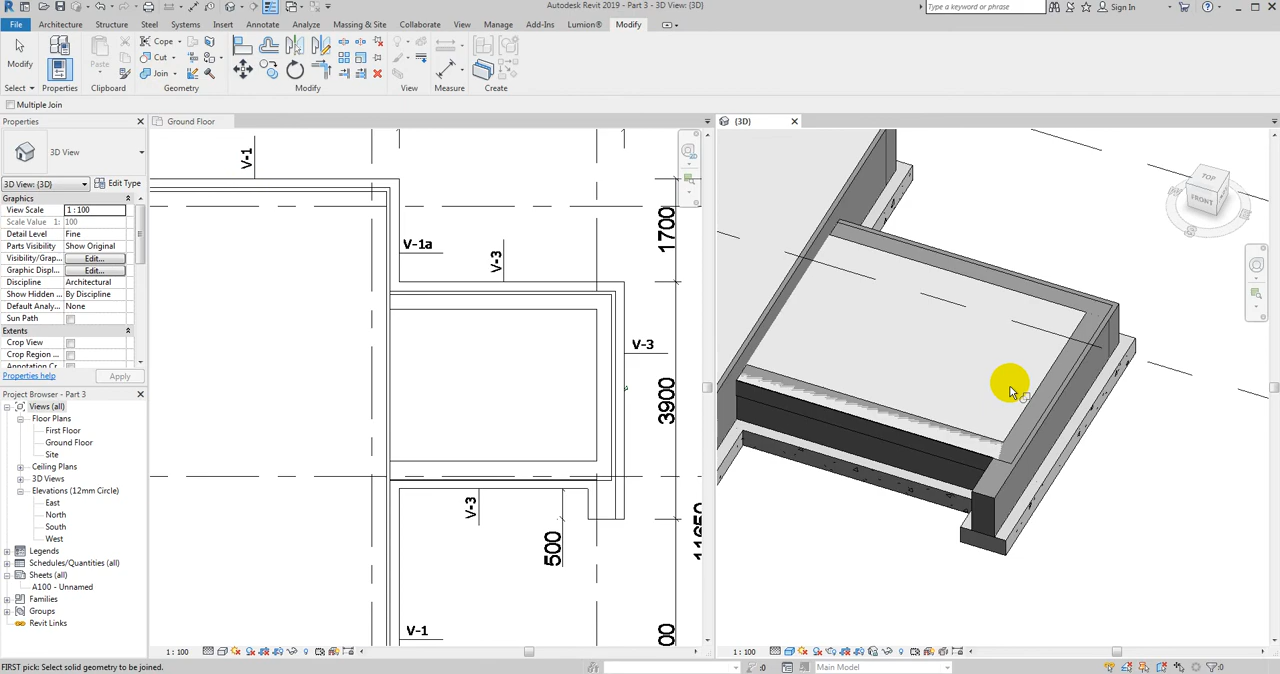 Autodesk Revit 2019 - 3D View: {3D}
Type a keyword or phrase
Sign In
File Architecture Structure Steel Systems Insert Annotate Analyze Massing & Site Collaborate View Manage Add-Ins Lumion® Modify
Modify
Paste
Cope
Cut
Join
Select Properties Clipboard Geometry Modify View Measure Create
Multiple Join
Properties
3D View
3D View: {3D}
Edit Type
Graphics
View Scale 1 : 100
Scale Value 1: 100
Detail Level Fine
Parts Visibility Show Original
Visibility/Grap... Edit...
Graphic Displ... Edit...
Discipline Architectural
Show Hidden ... By Discipline
Default Analy... None
Sun Path
Extents
Crop View
Crop Region ...
Properties help
Apply
Project Browser - Part 3
Views (all)
Floor Plans
First Floor
Ground Floor
Site
Ceiling Plans
3D Views
Elevations (12mm Circle)
East
North
South
West
Legends
Schedules/Quantities (all)
Sheets (all)
A100 - Unnamed
Families
Groups
Revit Links
Ground Floor
V-1
V-1a
V-3
1700
V-3
3900
V-3
500
11650
V-1
00
1 : 100
{3D}
TOP
FRONT
W
E
S
1 : 100
FIRST pick: Select solid geometry to be joined.
:0
Main Model
:0